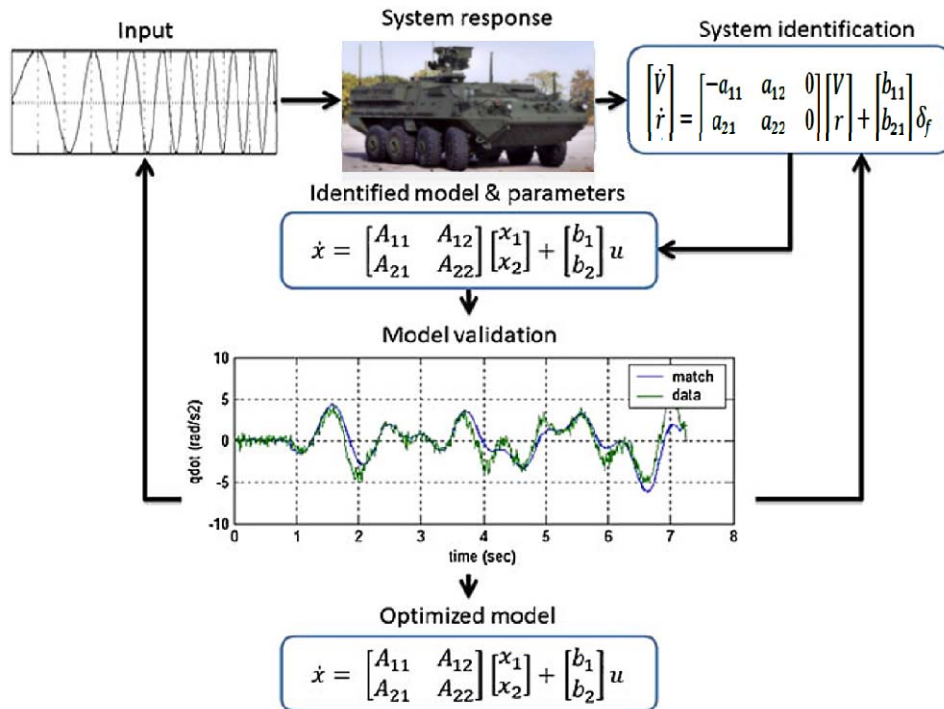 Input
System response
System identification
[V̇ ṙ] = [−a₁₁ a₁₂ 0; a₂₁ a₂₂ 0][V r] + [b₁₁ b₂₁]δ_f
Identified model & parameters
ẋ = [A₁₁ A₁₂; A₂₁ A₂₂][x₁ x₂] + [b₁ b₂]u
Model validation
10
5
0
-5
-10
qdot (rad/s2)
match
data
0 1 2 3 4 5 6 7 8
time (sec)
Optimized model
ẋ = [A₁₁ A₁₂; A₂₁ A₂₂][x₁ x₂] + [b₁ b₂]u